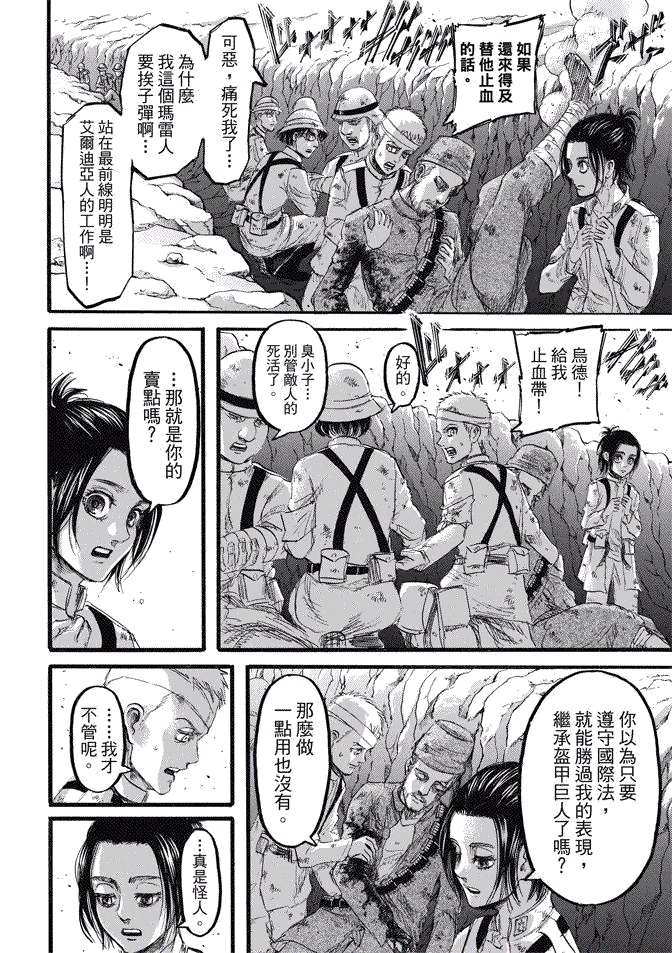 如果
還來得及
替他止血
的話。
可惡，痛死我了…
為什麼
我這個瑪雷人
要挨子彈啊…
站在最前線明明是
艾爾迪亞人的工作啊…！
烏德！
給我
止血帶！
好的。
臭小子…
別管敵人的
死活了。
…那就是你的
賣點嗎？
你以為只要
遵守國際法，
就能勝過我的表現，
繼承盔甲巨人了嗎？
那麼做
一點用也沒有。
……我才
不管呢。
…真是怪人。